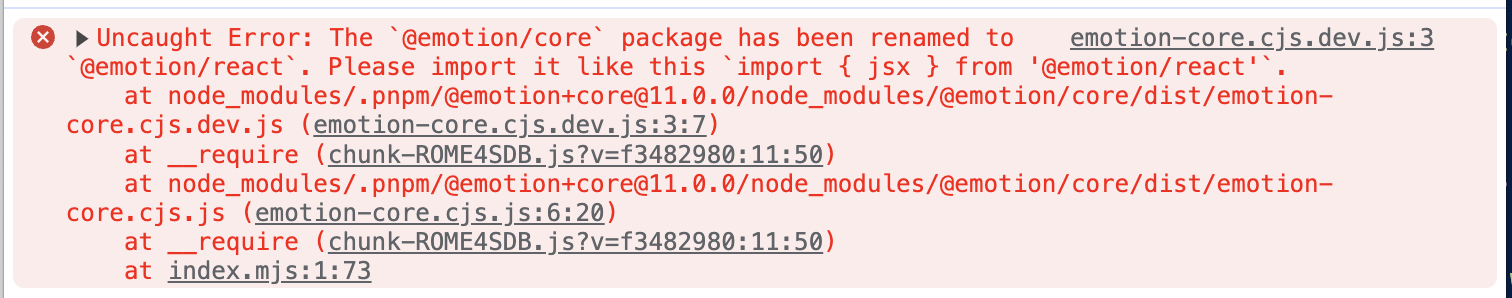 Uncaught Error: The `@emotion/core` package has been renamed to emotion-core.cjs.dev.js:3
`@emotion/react`. Please import it like this `import { jsx } from '@emotion/react'`.
at node_modules/.pnpm/@emotion+core@11.0.0/node_modules/@emotion/core/dist/emotion-
core.cjs.dev.js (emotion-core.cjs.dev.js:3:7)
at __require (chunk-ROME4SDB.js?v=f3482980:11:50)
at node_modules/.pnpm/@emotion+core@11.0.0/node_modules/@emotion/core/dist/emotion-
core.cjs.js (emotion-core.cjs.js:6:20)
at __require (chunk-ROME4SDB.js?v=f3482980:11:50)
at index.mjs:1:73